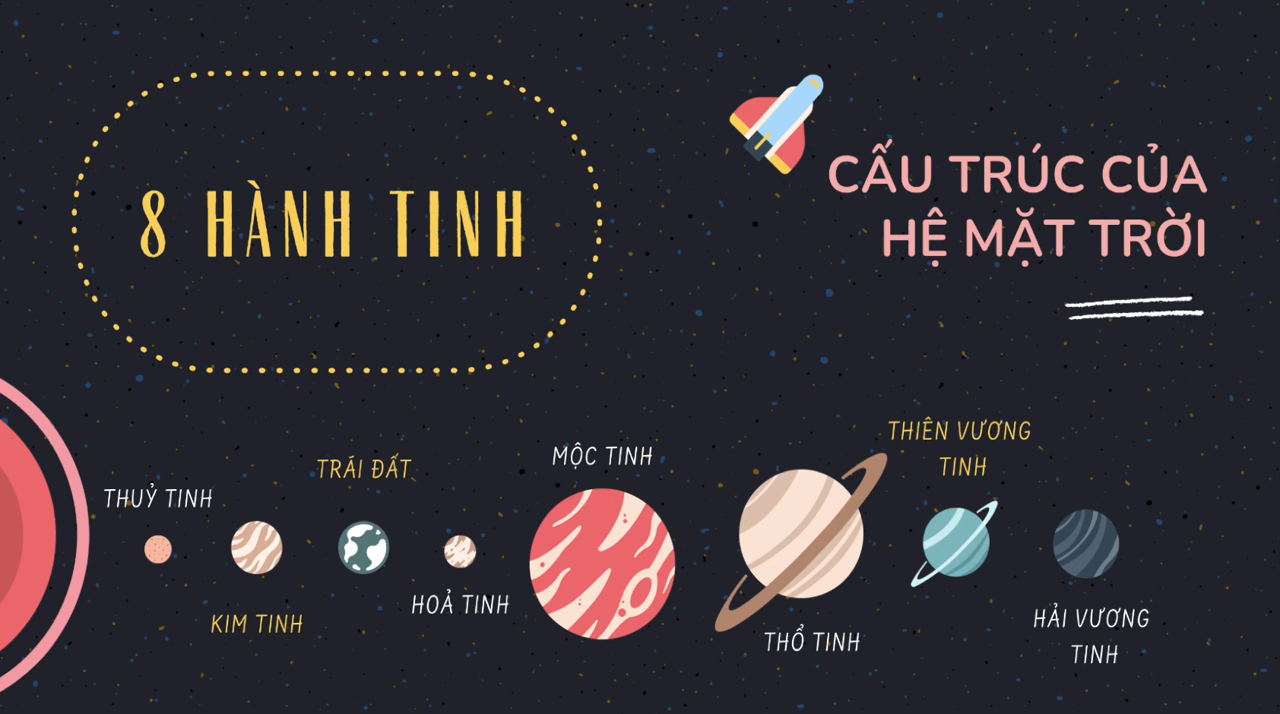 8 HÀNH TINH
CẤU TRÚC CỦA
HỆ MẶT TRỜI
THUỶ TINH
KIM TINH
TRÁI ĐẤT
HOẢ TINH
MỘC TINH
THỔ TINH
THIÊN VƯƠNG
TINH
HẢI VƯƠNG
TINH